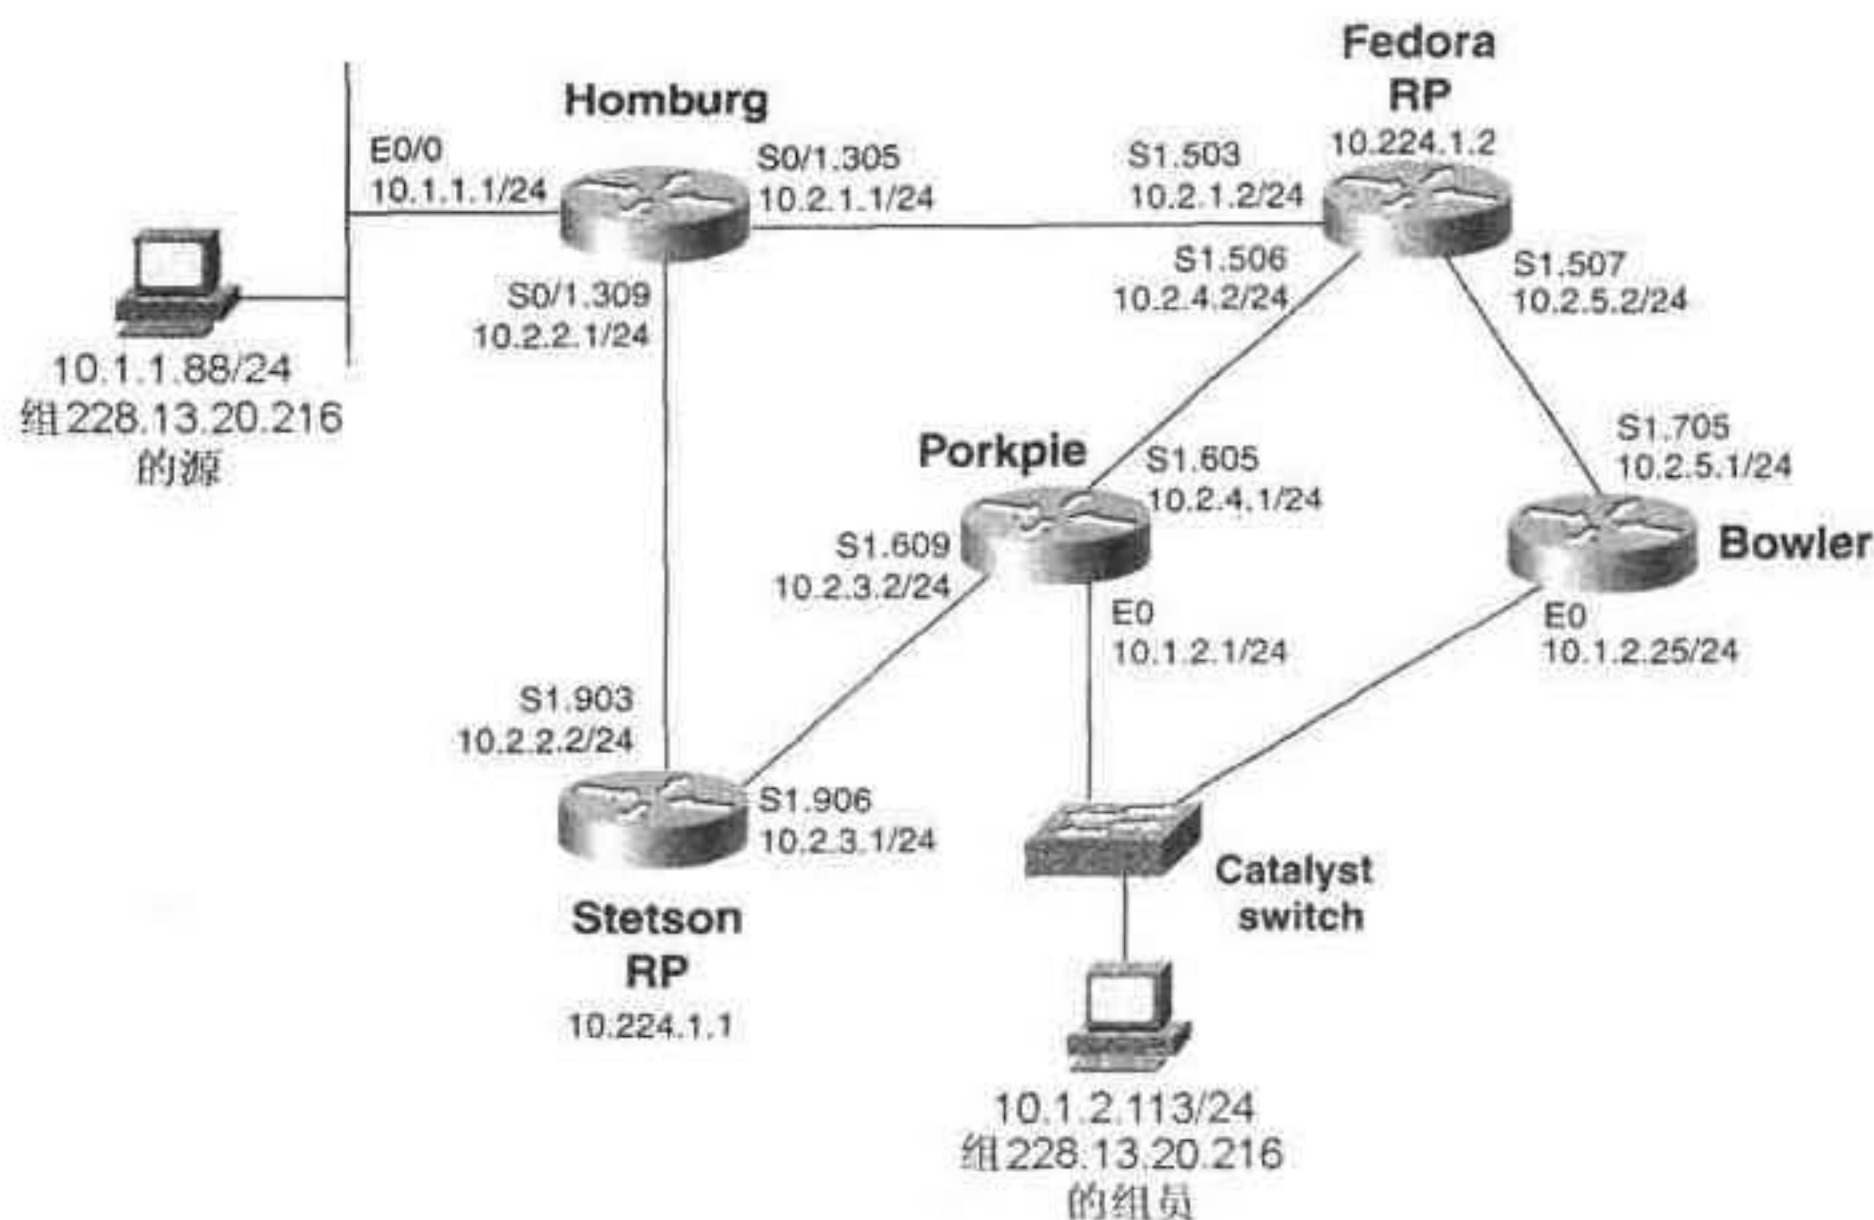 Fedora
RP
10.224.1.2
Homburg
E0/0
10.1.1.1/24
S0/1.305
10.2.1.1/24
S1.503
10.2.1.2/24
S0/1.309
10.2.2.1/24
S1.506
10.2.4.2/24
S1.507
10.2.5.2/24
10.1.1.88/24
组228.13.20.216
的源
Porkpie
S1.605
10.2.4.1/24
S1.705
10.2.5.1/24
Bowler
S1.609
10.2.3.2/24
E0
10.1.2.1/24
E0
10.1.2.25/24
S1.903
10.2.2.2/24
S1.906
10.2.3.1/24
Stetson
RP
10.224.1.1
Catalyst
switch
10.1.2.113/24
组228.13.20.216
的组员